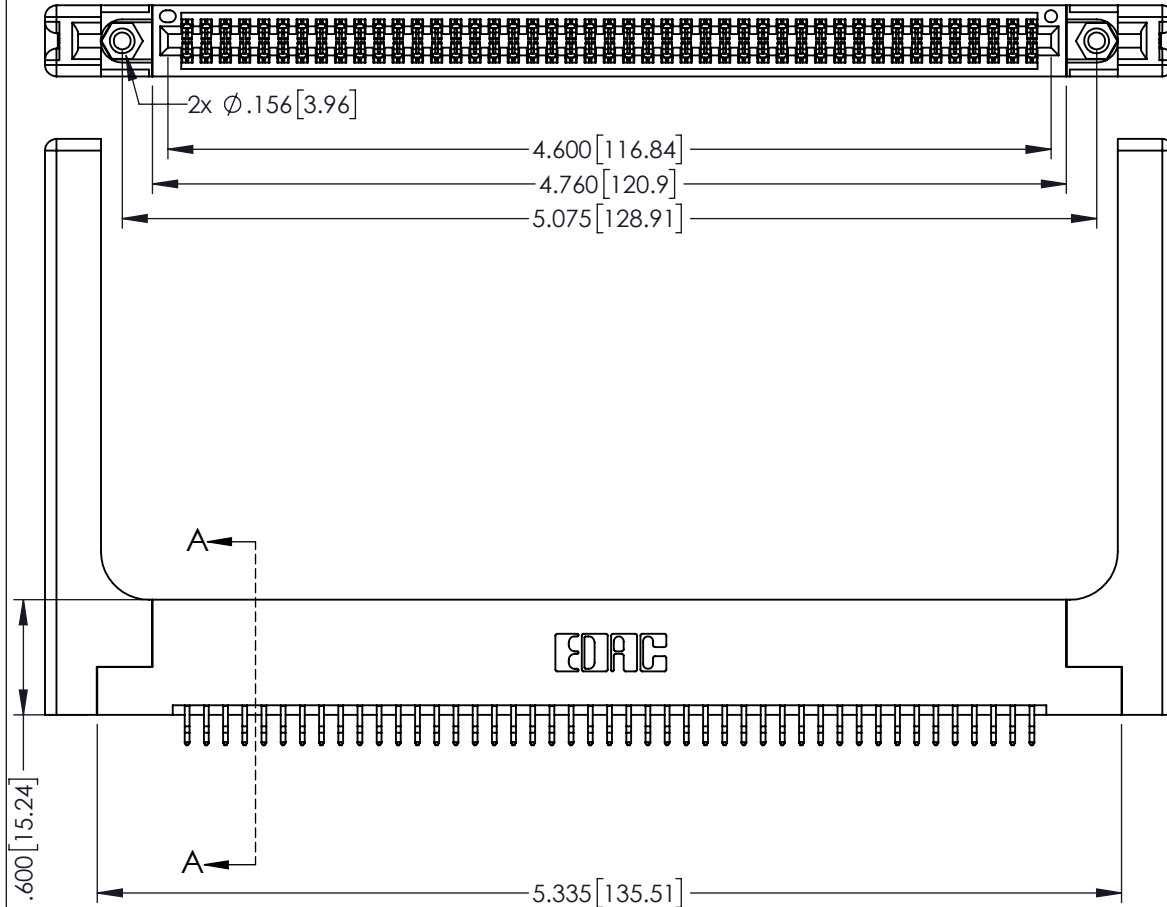 2x ∅.156[3.96]
4.600[116.84]
4.760[120.9]
5.075[128.91]
A
EDAC
.600[15.24]
A
5.335[135.51]